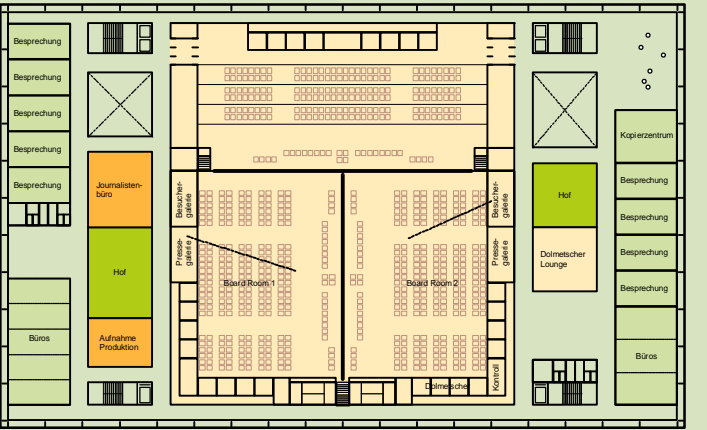 Besprechung
Besprechung
Besprechung
Besprechung
Besprechung
Journalisten-
büro
Hof
Aufnahme
Produktion
Büros
Besucher-
galerie
Presse-
galerie
Board Room 1
Board Room 2
Besucher-
galerie
Presse-
galerie
Dolmetscher
Kontroll
Hof
Dolmetscher
Lounge
Kopierzentrum
Besprechung
Besprechung
Besprechung
Besprechung
Büros